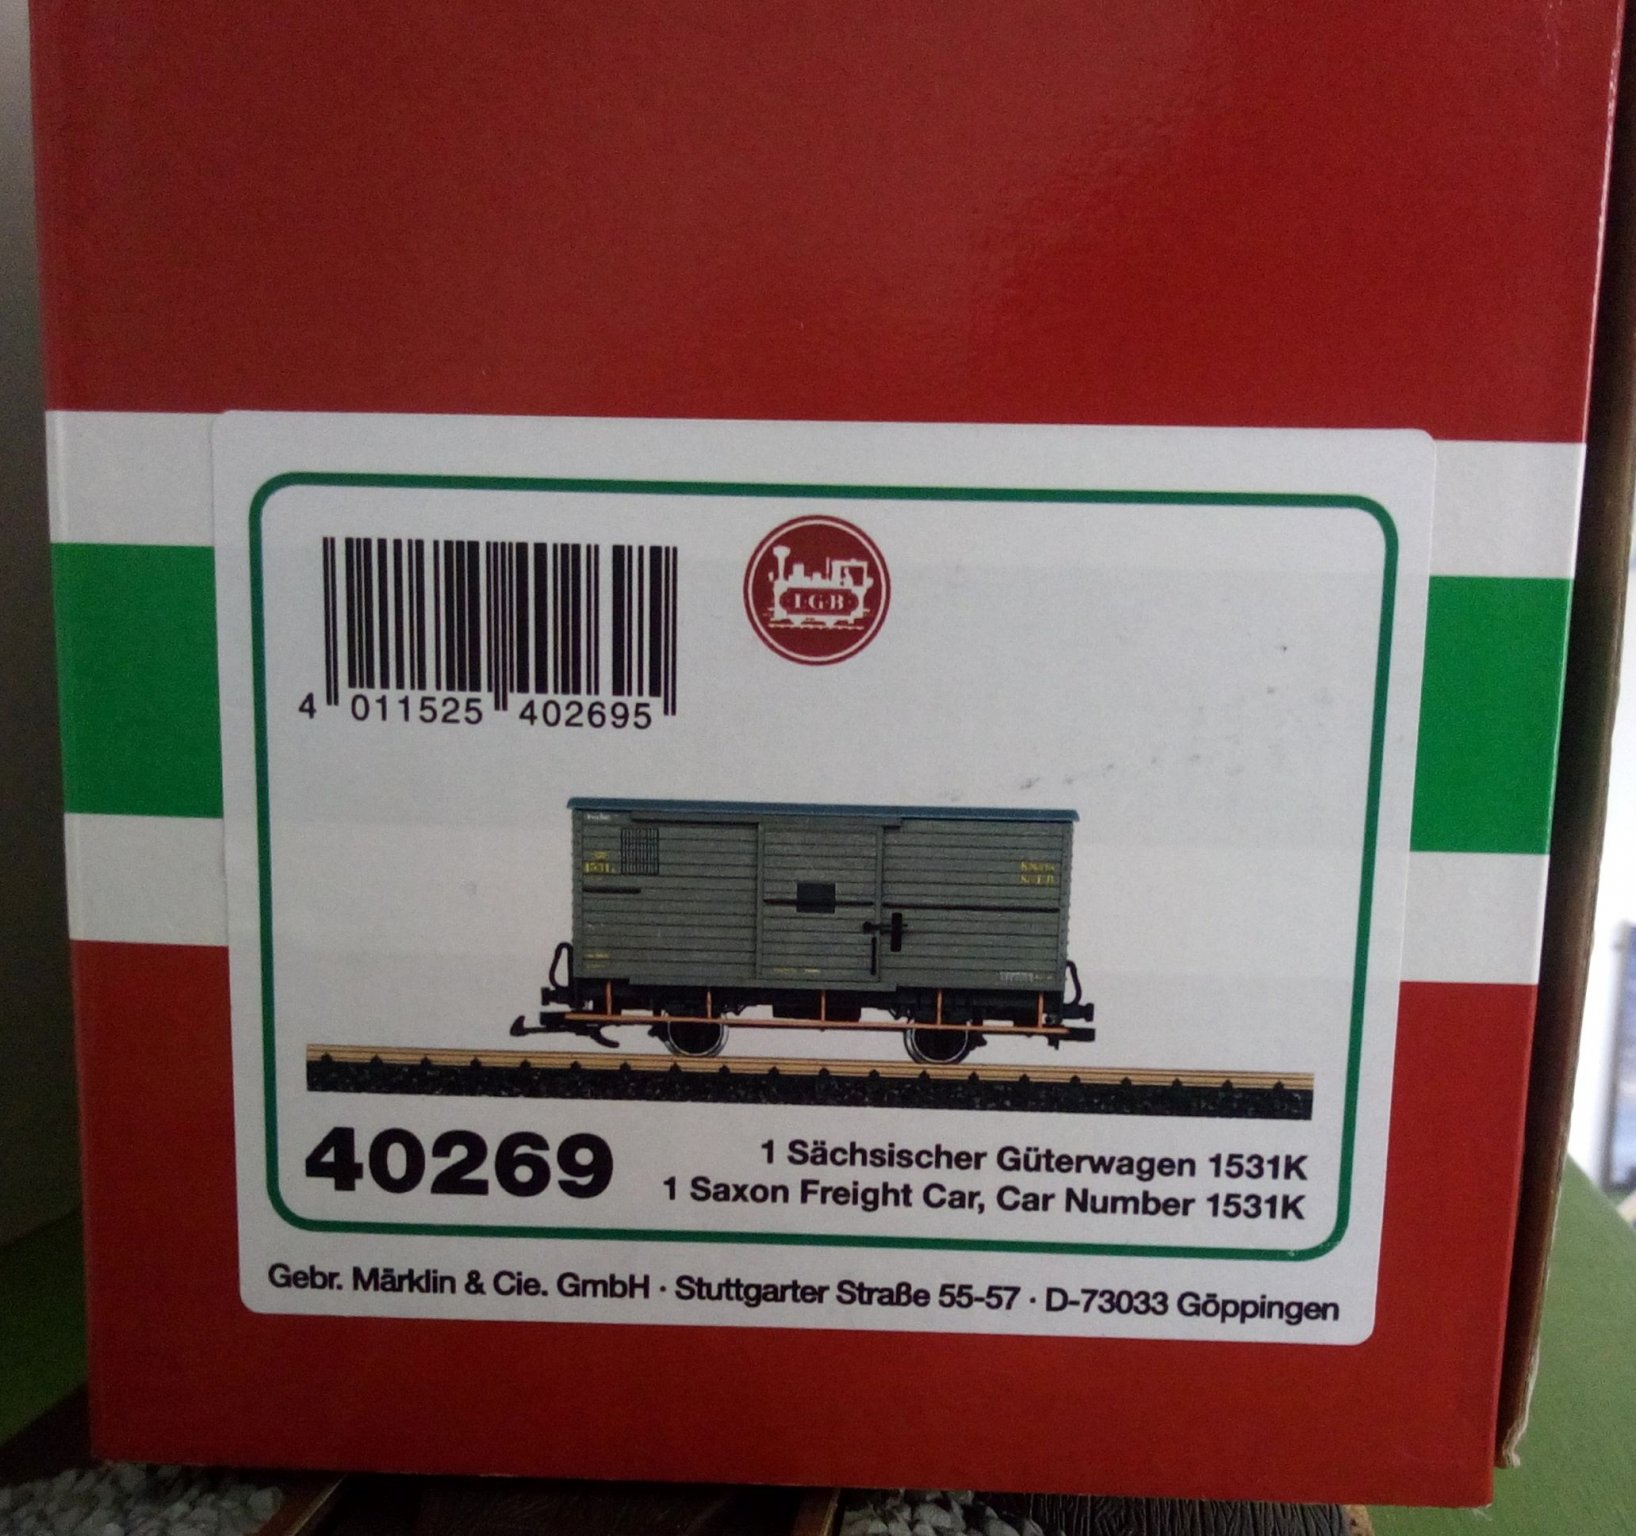 L·G·B
4 011525 402695
1531K
40269
1 Sächsischer Güterwagen 1531K
1 Saxon Freight Car, Car Number 1531K
Gebr. Märklin & Cie. GmbH · Stuttgarter Straße 55-57 · D-73033 Göppingen